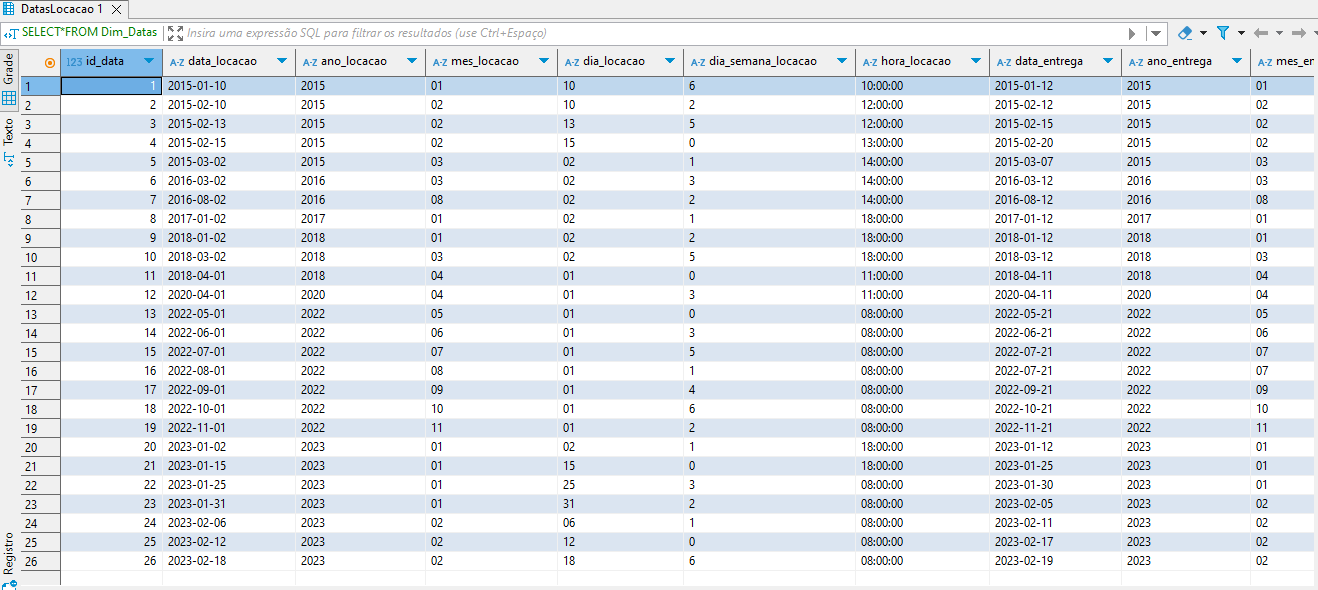 DatasLocacao 1
SELECT*FROM Dim_Datas Insira uma expressão SQL para filtrar os resultados (use Ctrl+Espaço)
Grade
Texto
Registro
123 id_data A-Z data_locacao A-Z ano_locacao A-Z mes_locacao A-Z dia_locacao A-Z dia_semana_locacao A-Z hora_locacao A-Z data_entrega A-Z ano_entrega A-Z mes_en
1 1 2015-01-10 2015 01 10 6 10:00:00 2015-01-12 2015 01
2 2 2015-02-10 2015 02 10 2 12:00:00 2015-02-12 2015 02
3 3 2015-02-13 2015 02 13 5 12:00:00 2015-02-15 2015 02
4 4 2015-02-15 2015 02 15 0 13:00:00 2015-02-20 2015 02
5 5 2015-03-02 2015 03 02 1 14:00:00 2015-03-07 2015 03
6 6 2016-03-02 2016 03 02 3 14:00:00 2016-03-12 2016 03
7 7 2016-08-02 2016 08 02 2 14:00:00 2016-08-12 2016 08
8 8 2017-01-02 2017 01 02 1 18:00:00 2017-01-12 2017 01
9 9 2018-01-02 2018 01 02 2 18:00:00 2018-01-12 2018 01
10 10 2018-03-02 2018 03 02 5 18:00:00 2018-03-12 2018 03
11 11 2018-04-01 2018 04 01 0 11:00:00 2018-04-11 2018 04
12 12 2020-04-01 2020 04 01 3 11:00:00 2020-04-11 2020 04
13 13 2022-05-01 2022 05 01 0 08:00:00 2022-05-21 2022 05
14 14 2022-06-01 2022 06 01 3 08:00:00 2022-06-21 2022 06
15 15 2022-07-01 2022 07 01 5 08:00:00 2022-07-21 2022 07
16 16 2022-08-01 2022 08 01 1 08:00:00 2022-07-21 2022 07
17 17 2022-09-01 2022 09 01 4 08:00:00 2022-09-21 2022 09
18 18 2022-10-01 2022 10 01 6 08:00:00 2022-10-21 2022 10
19 19 2022-11-01 2022 11 01 2 08:00:00 2022-11-21 2022 11
20 20 2023-01-02 2023 01 02 1 18:00:00 2023-01-12 2023 01
21 21 2023-01-15 2023 01 15 0 18:00:00 2023-01-25 2023 01
22 22 2023-01-25 2023 01 25 3 08:00:00 2023-01-30 2023 01
23 23 2023-01-31 2023 01 31 2 08:00:00 2023-02-05 2023 02
24 24 2023-02-06 2023 02 06 1 08:00:00 2023-02-11 2023 02
25 25 2023-02-12 2023 02 12 0 08:00:00 2023-02-17 2023 02
26 26 2023-02-18 2023 02 18 6 08:00:00 2023-02-19 2023 02